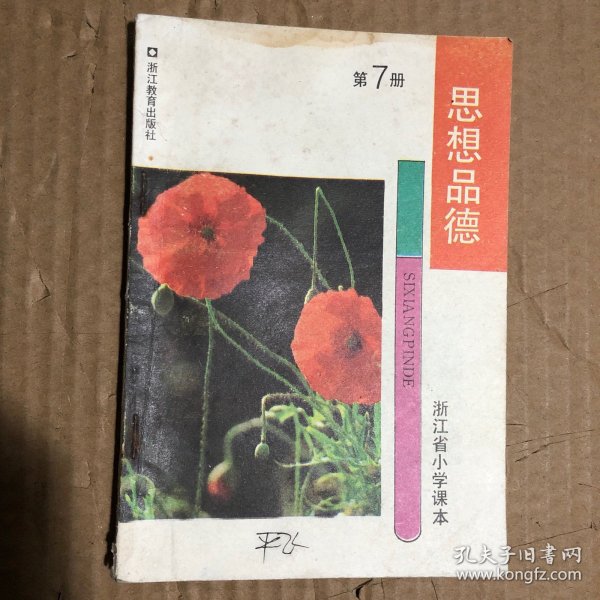 浙江教育出版社
第7册
思想品德
SIXIANGPINDE
浙江省小学课本
孔夫子旧书网
www.kongfz.com